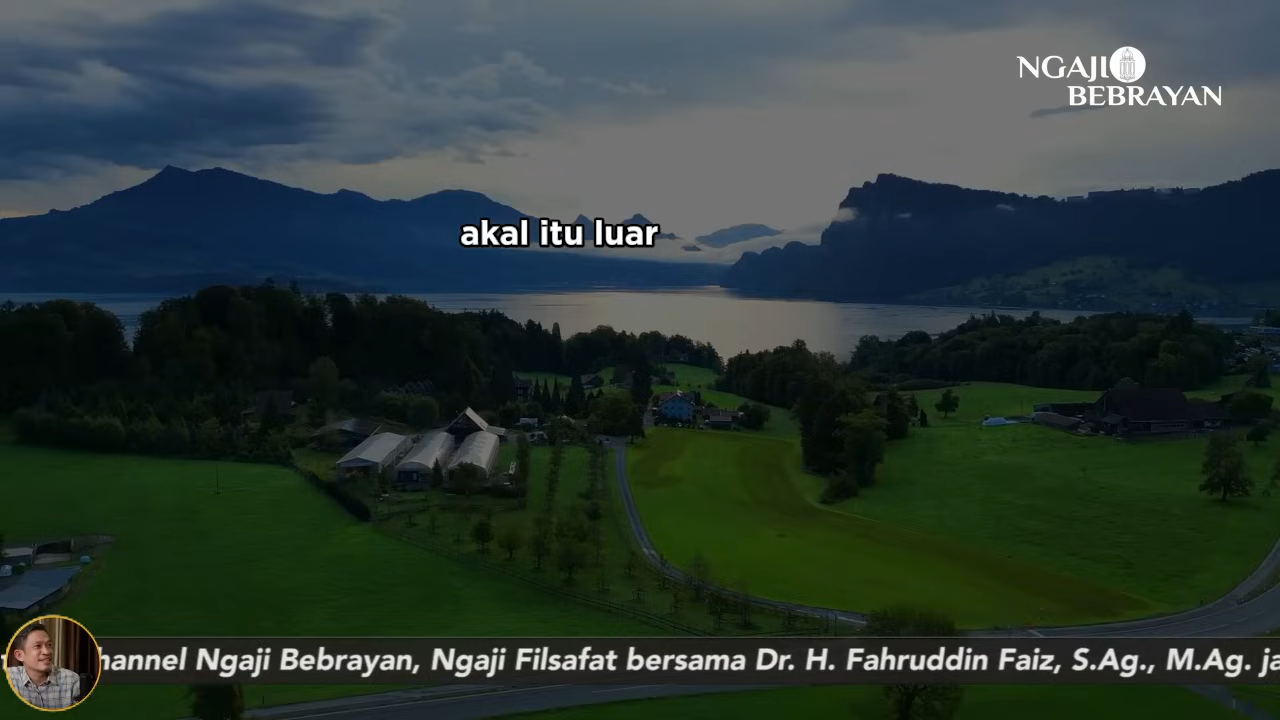 NGAJI
BEBRAYAN
akal itu luar
hannel Ngaji Bebrayan, Ngaji Filsafat bersama Dr. H. Fahruddin Faiz, S.Ag., M.Ag. ja